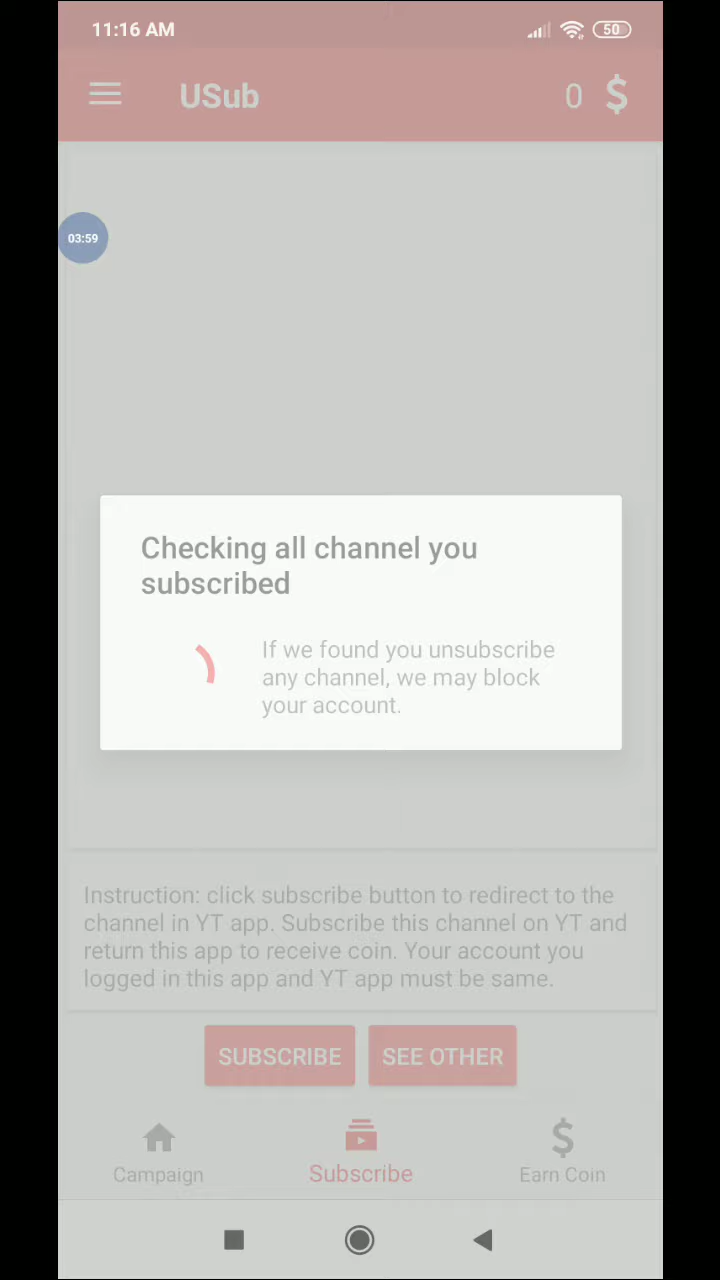 11:16 AM
50
USub
0 $
03:59
Checking all channel you
subscribed
If we found you unsubscribe
any channel, we may block
your account.
Instruction: click subscribe button to redirect to the
channel in YT app. Subscribe this channel on YT and
return this app to receive coin. Your account you
logged in this app and YT app must be same.
SUBSCRIBE
SEE OTHER
Campaign
Subscribe
Earn Coin